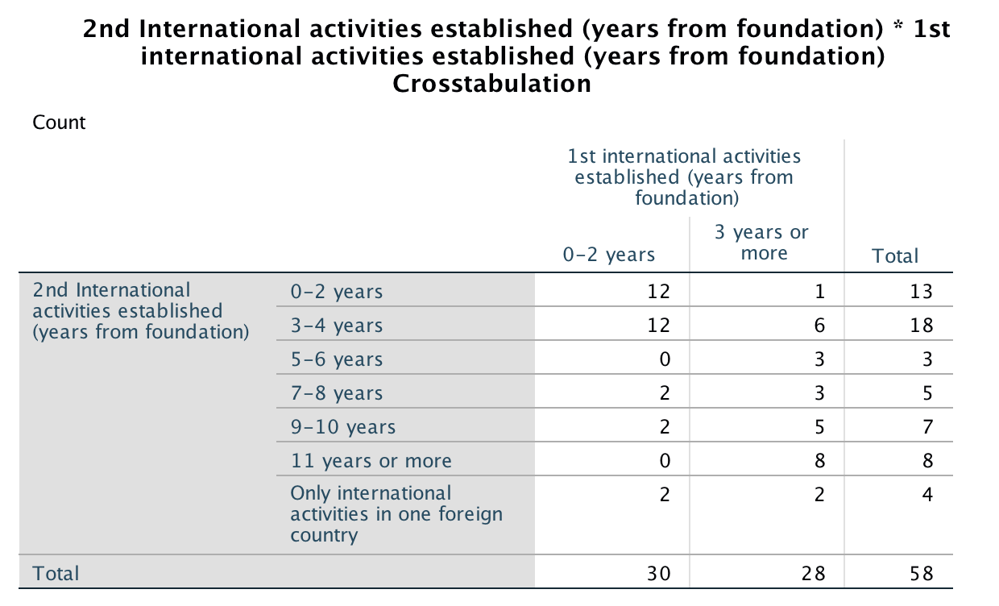 2nd International activities established (years from foundation) * 1st
international activities established (years from foundation)
Crosstabulation
Count
1st international activities
established (years from
foundation)
0-2 years
3 years or
more
Total
2nd International
activities established
(years from foundation)
0-2 years 12 1 13
3-4 years 12 6 18
5-6 years 0 3 3
7-8 years 2 3 5
9-10 years 2 5 7
11 years or more 0 8 8
Only international
activities in one foreign
country
2 2 4
Total 30 28 58